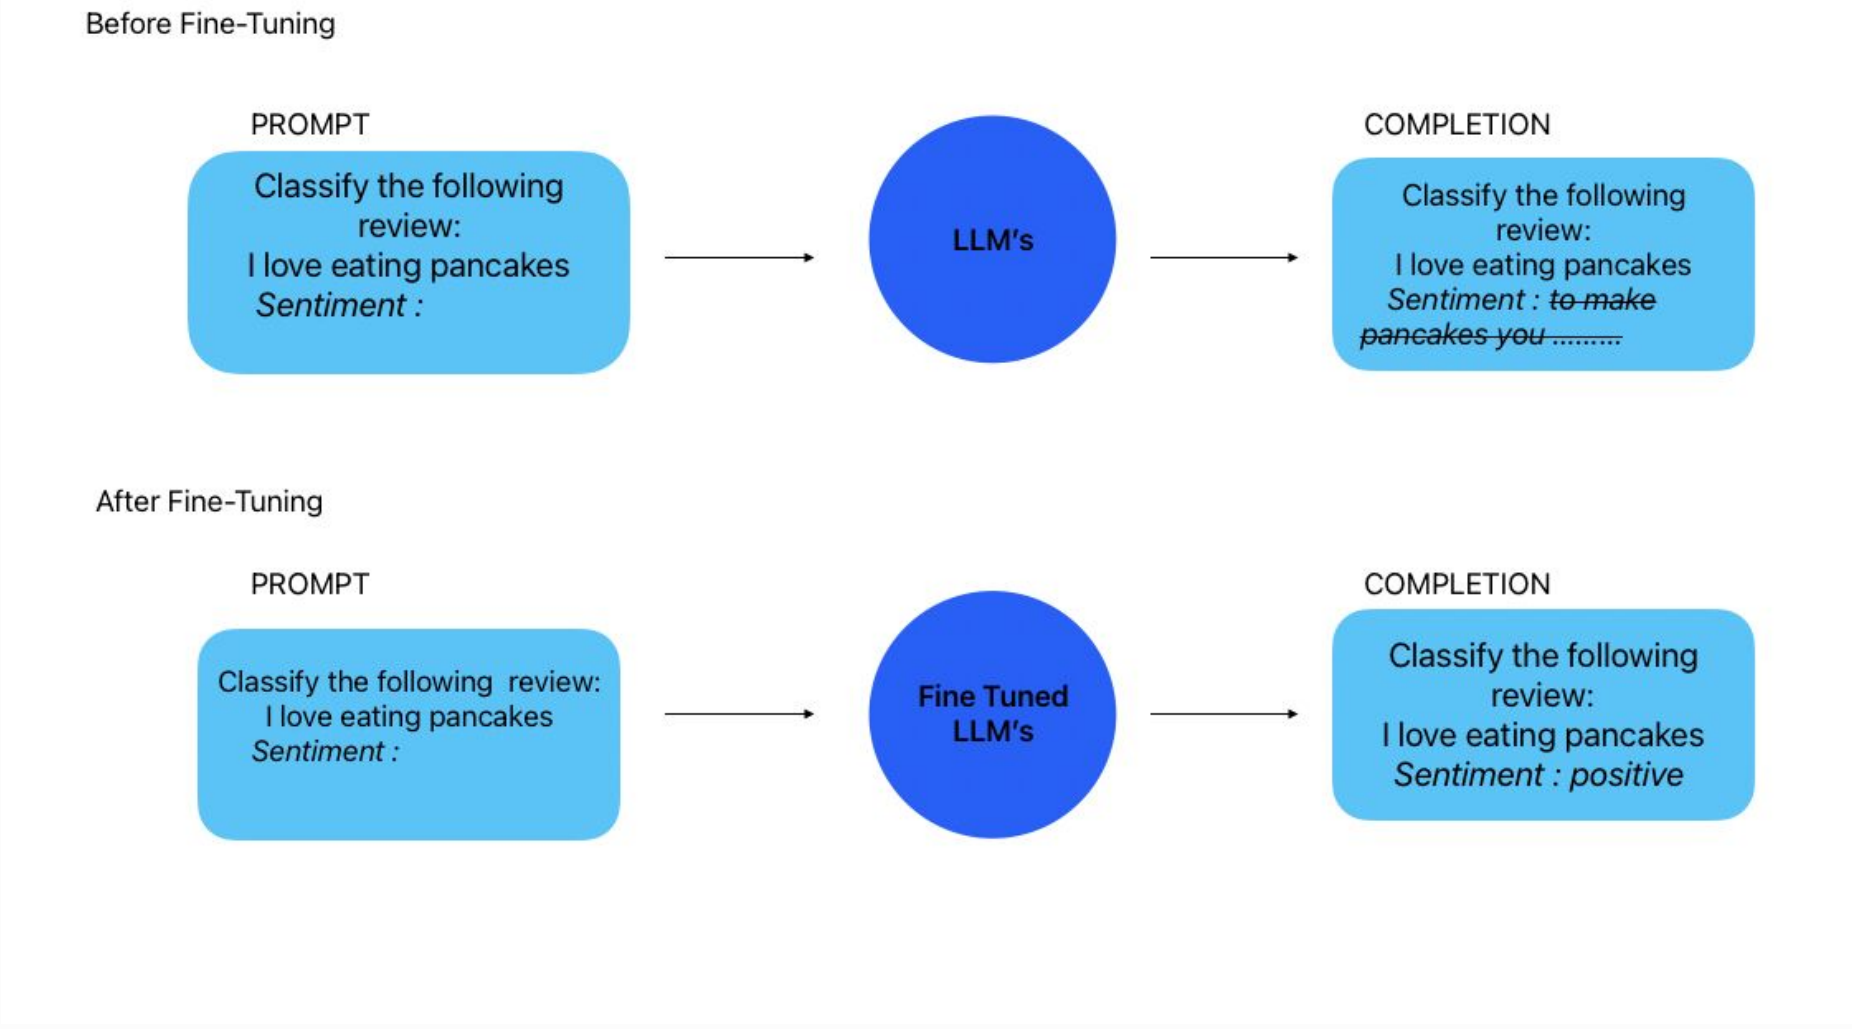 Before Fine-Tuning
PROMPT
Classify the following
review:
I love eating pancakes
Sentiment :
LLM's
COMPLETION
Classify the following
review:
I love eating pancakes
Sentiment : to make
pancakes you .........
After Fine-Tuning
PROMPT
Classify the following  review:
I love eating pancakes
Sentiment :
Fine Tuned
LLM's
COMPLETION
Classify the following
review:
I love eating pancakes
Sentiment : positive